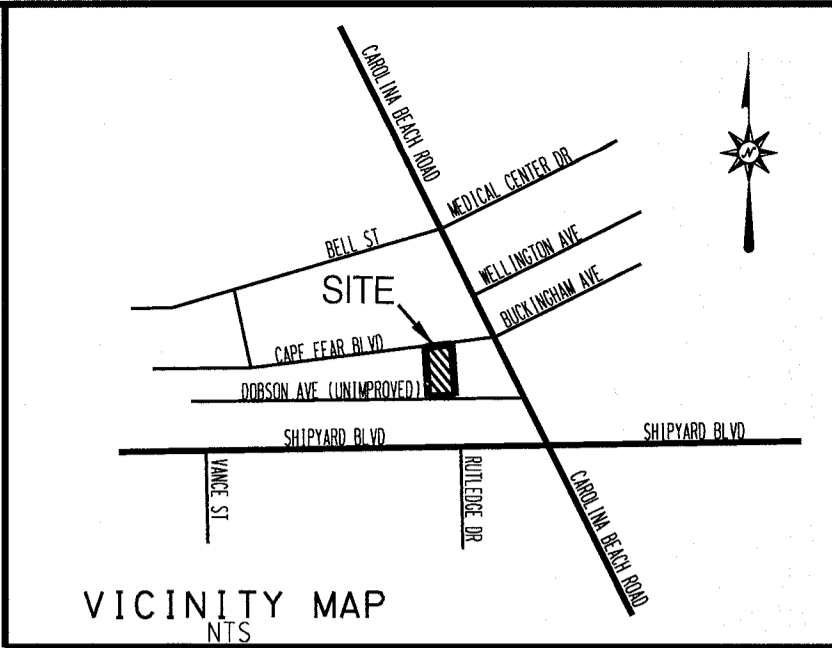 CAROLINA BEACH ROAD
MEDICAL CENTER DR
BELL ST
N
WELLINGTON AVE
SITE
BUCKINGHAM AVE
CAPE FEAR BLVD
DOBSON AVE (UNIMPROVED)
SHIPYARD BLVD
SHIPYARD BLVD
VANCE ST
RUTLEDGE DR
CAROLINA BEACH ROAD
VICINITY MAP
NTS